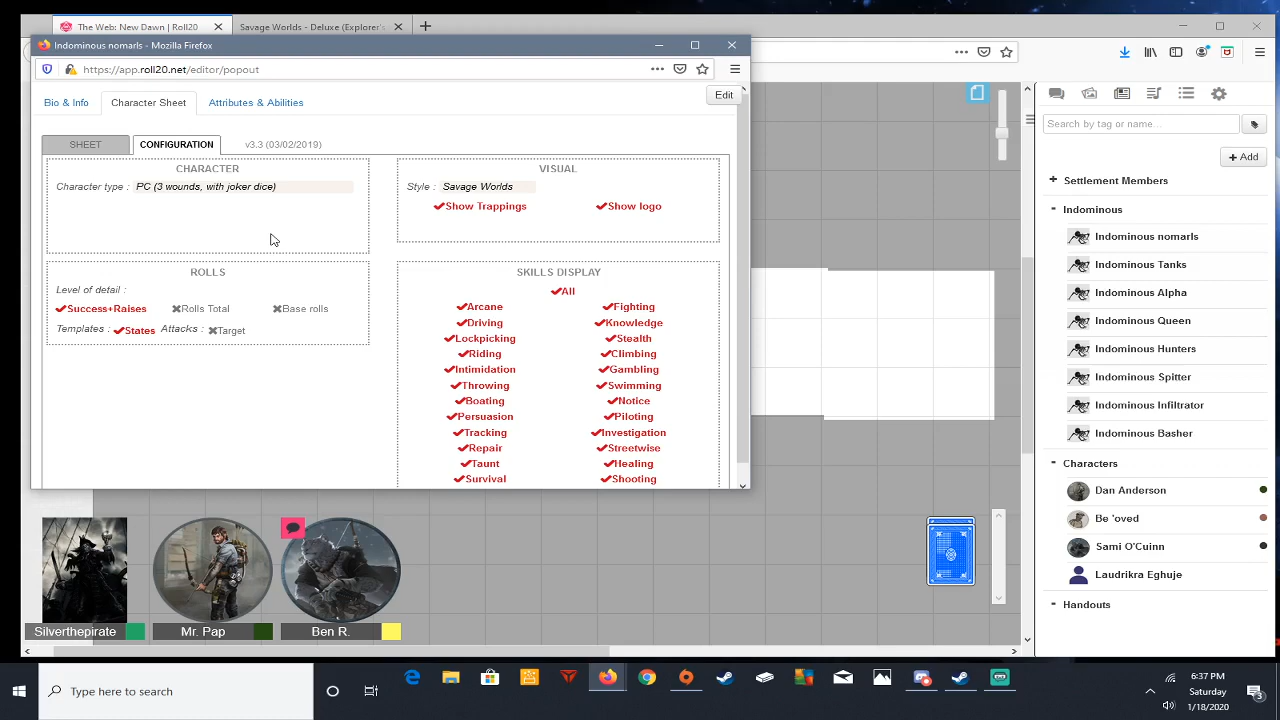 The Web: New Dawn | Roll20
Savage Worlds - Deluxe (Explorer's
Indominous nomarls - Mozilla Firefox
https://app.roll20.net/editor/popout
Bio & Info
Character Sheet
Attributes & Abilities
Edit
SHEET
CONFIGURATION
v3.3 (03/02/2019)
CHARACTER
Character type : PC (3 wounds, with joker dice)
VISUAL
Style : Savage Worlds
Show Trappings
Show logo
ROLLS
Level of detail :
Success+Raises
Rolls Total
Base rolls
Templates : States Attacks : Target
SKILLS DISPLAY
All
Arcane
Fighting
Driving
Knowledge
Lockpicking
Stealth
Riding
Climbing
Intimidation
Gambling
Throwing
Swimming
Boating
Notice
Persuasion
Piloting
Tracking
Investigation
Repair
Streetwise
Taunt
Healing
Survival
Shooting
Search by tag or name...
+ Add
Settlement Members
Indominous
Indominous nomarls
Indominous Tanks
Indominous Alpha
Indominous Queen
Indominous Hunters
Indominous Spitter
Indominous Infiltrator
Indominous Basher
Characters
Dan Anderson
Be 'oved
Sami O'Cuinn
Laudrikra Eghuje
Handouts
Silverthepirate
Mr. Pap
Ben R.
Type here to search
6:37 PM
Saturday
1/18/2020
3